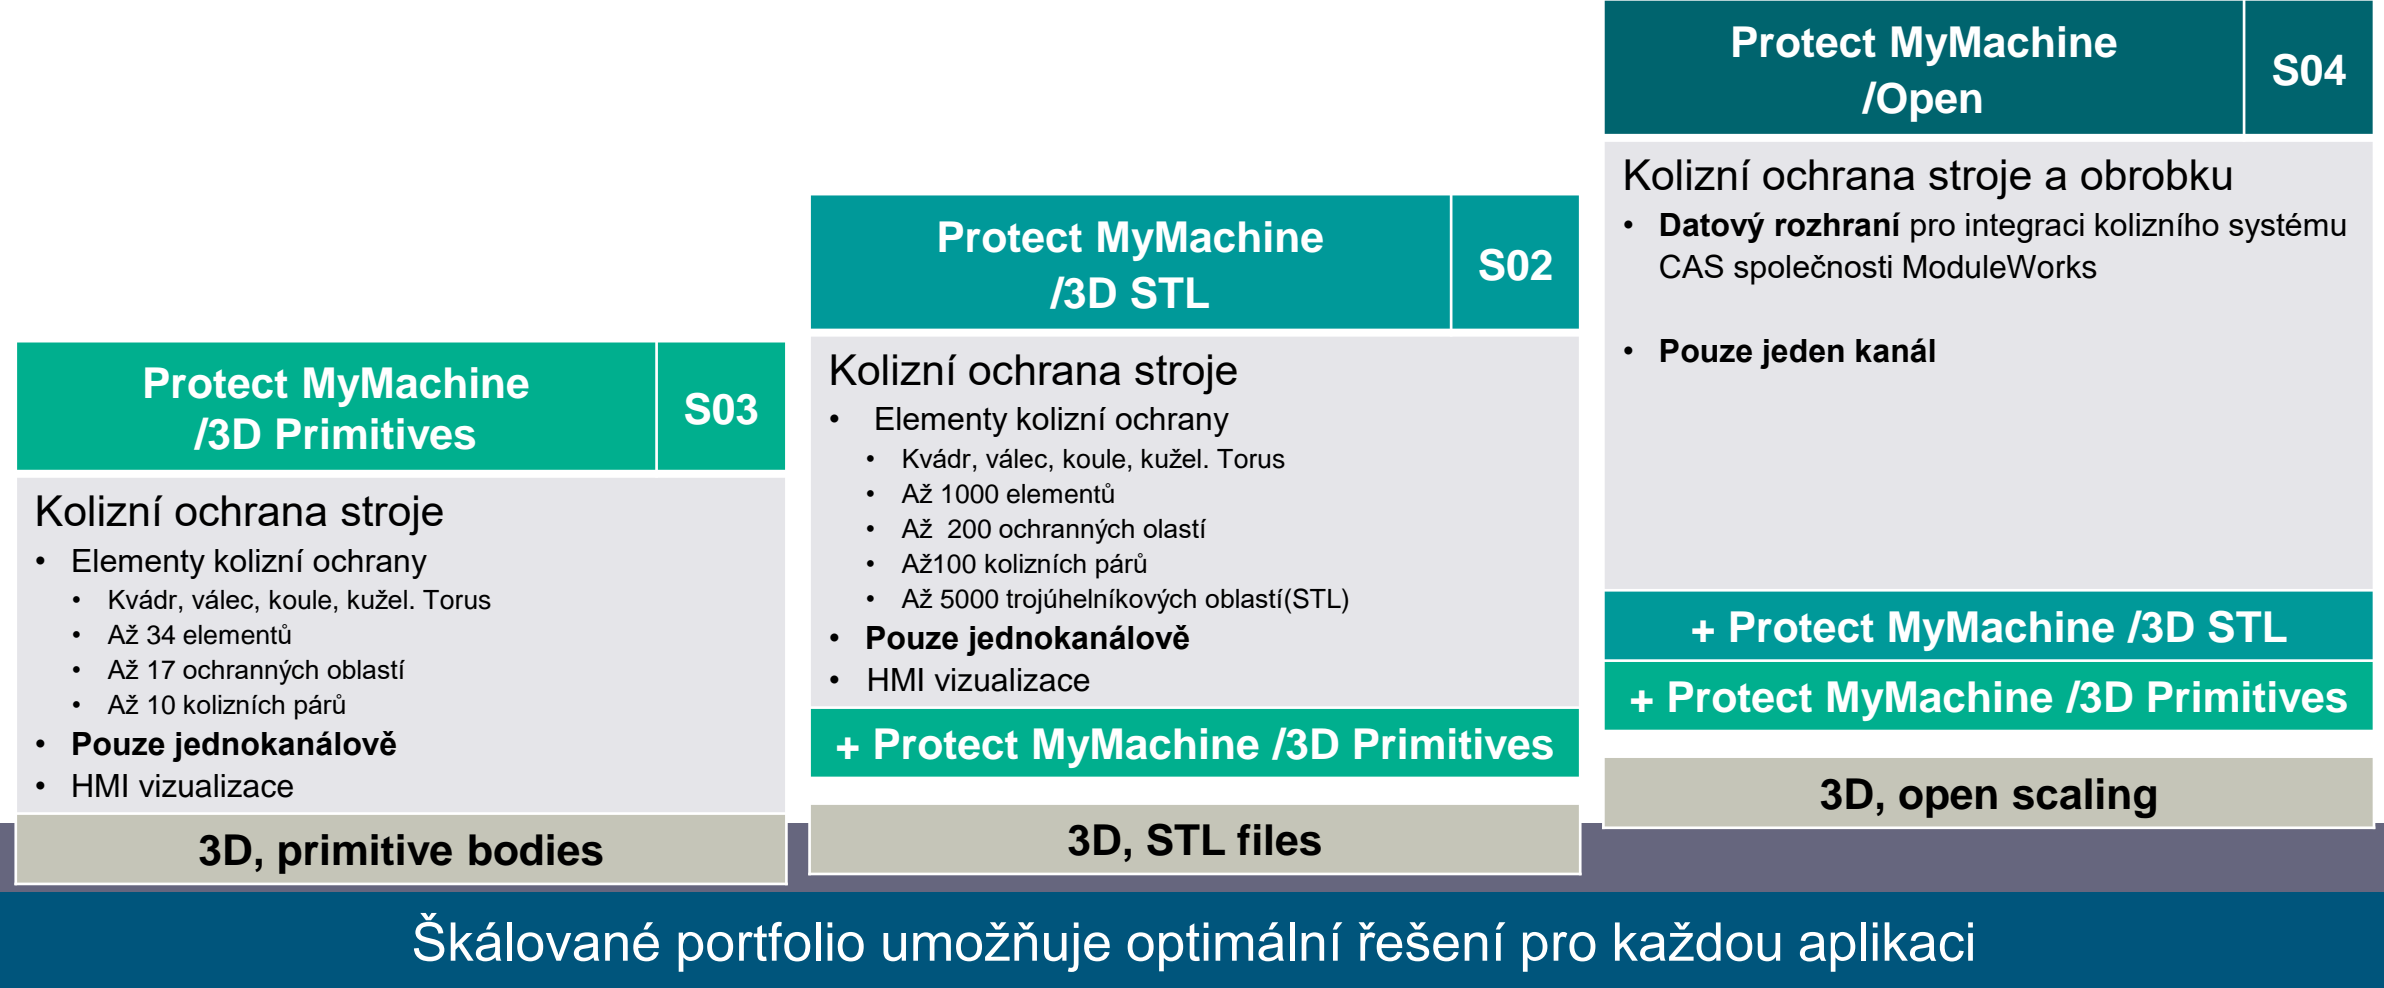 Protect MyMachine
/3D Primitives
S03
Kolizní ochrana stroje
• Elementy kolizní ochrany
• Kvádr, válec, koule, kužel. Torus
• Až 34 elementů
• Až 17 ochranných oblastí
• Až 10 kolizních párů
• Pouze jednokanálově
• HMI vizualizace
3D, primitive bodies
Protect MyMachine
/3D STL
S02
Kolizní ochrana stroje
• Elementy kolizní ochrany
• Kvádr, válec, koule, kužel. Torus
• Až 1000 elementů
• Až  200 ochranných olastí
• Až100 kolizních párů
• Až 5000 trojúhelníkových oblastí(STL)
• Pouze jednokanálově
• HMI vizualizace
+ Protect MyMachine /3D Primitives
3D, STL files
Protect MyMachine
/Open
S04
Kolizní ochrana stroje a obrobku
• Datový rozhraní pro integraci kolizního systému
CAS společnosti ModuleWorks
• Pouze jeden kanál
+ Protect MyMachine /3D STL
+ Protect MyMachine /3D Primitives
3D, open scaling
Škálované portfolio umožňuje optimální řešení pro každou aplikaci